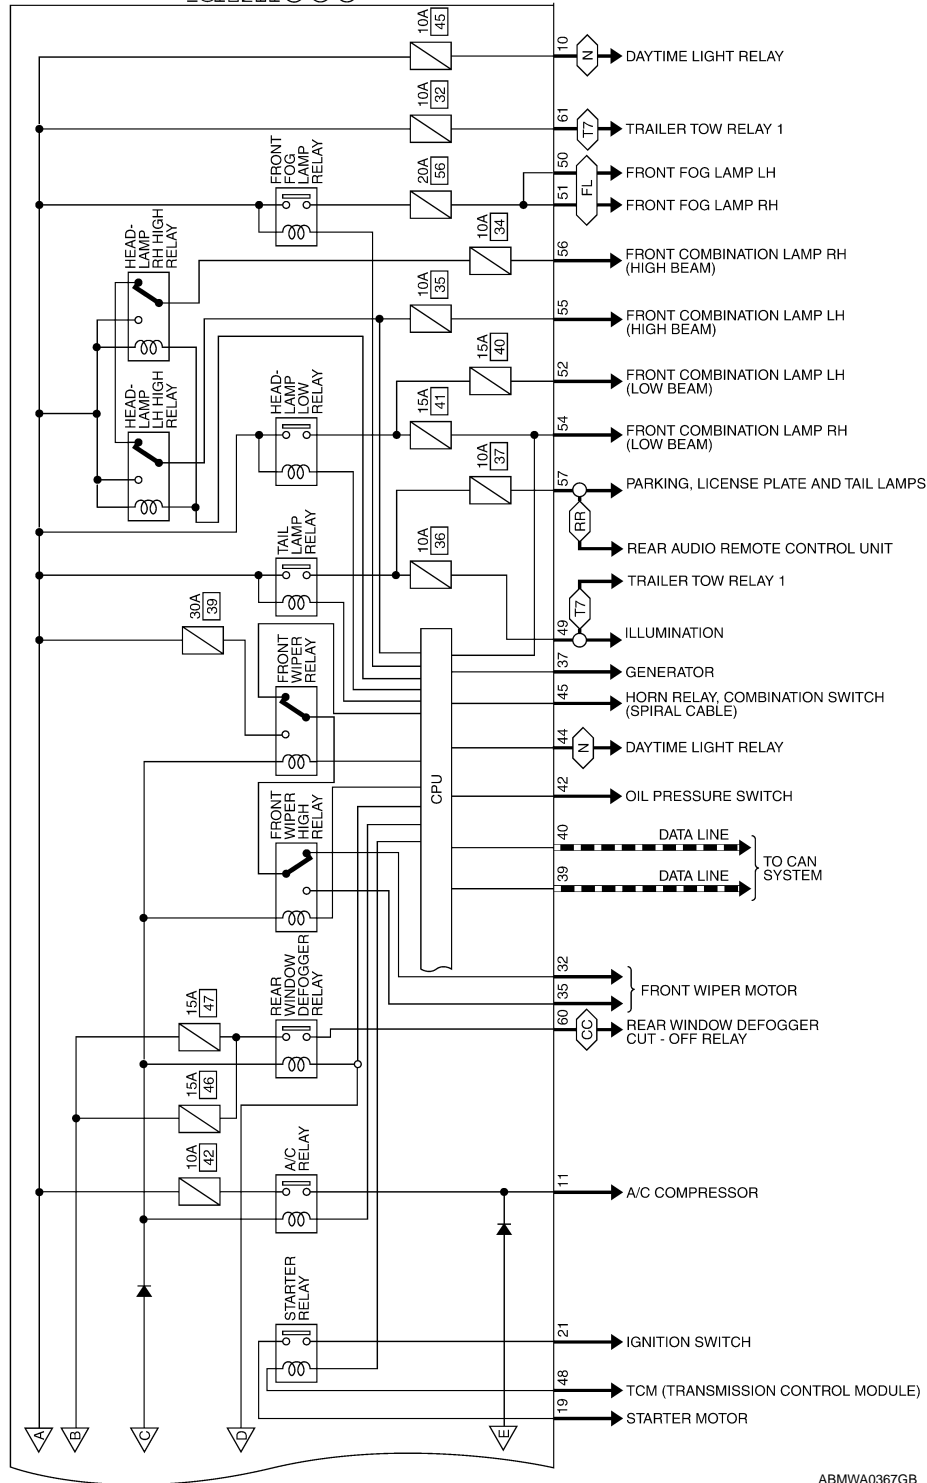 10A
45
10
N
DAYTIME LIGHT RELAY
10A
32
61
T7
TRAILER TOW RELAY 1
FRONT
FOG
LAMP
RELAY
20A
56
50
51
FL
FRONT FOG LAMP LH
FRONT FOG LAMP RH
HEAD-
LAMP
RH HIGH
RELAY
10A
34
56
FRONT COMBINATION LAMP RH
(HIGH BEAM)
10A
35
55
FRONT COMBINATION LAMP LH
(HIGH BEAM)
15A
40
52
FRONT COMBINATION LAMP LH
(LOW BEAM)
HEAD-
LAMP
LH HIGH
RELAY
HEAD-
LAMP
LOW
RELAY
15A
41
54
FRONT COMBINATION LAMP RH
(LOW BEAM)
10A
37
57
PARKING, LICENSE PLATE AND TAIL LAMPS
RR
REAR AUDIO REMOTE CONTROL UNIT
TAIL
LAMP
RELAY
10A
36
TRAILER TOW RELAY 1
T7
49
ILLUMINATION
30A
39
FRONT
WIPER
RELAY
37
GENERATOR
45
HORN RELAY, COMBINATION SWITCH
(SPIRAL CABLE)
44
N
DAYTIME LIGHT RELAY
CPU
42
OIL PRESSURE SWITCH
FRONT
WIPER
HIGH
RELAY
40
DATA LINE
39
DATA LINE
TO CAN
SYSTEM
32
35
FRONT WIPER MOTOR
REAR
WINDOW
DEFOGGER
RELAY
15A
47
60
CC
REAR WINDOW DEFOGGER
CUT - OFF RELAY
15A
46
10A
42
A/C
RELAY
11
A/C COMPRESSOR
STARTER
RELAY
21
IGNITION SWITCH
48
TCM (TRANSMISSION CONTROL MODULE)
19
STARTER MOTOR
A
B
C
D
E
ABMWA0367GB